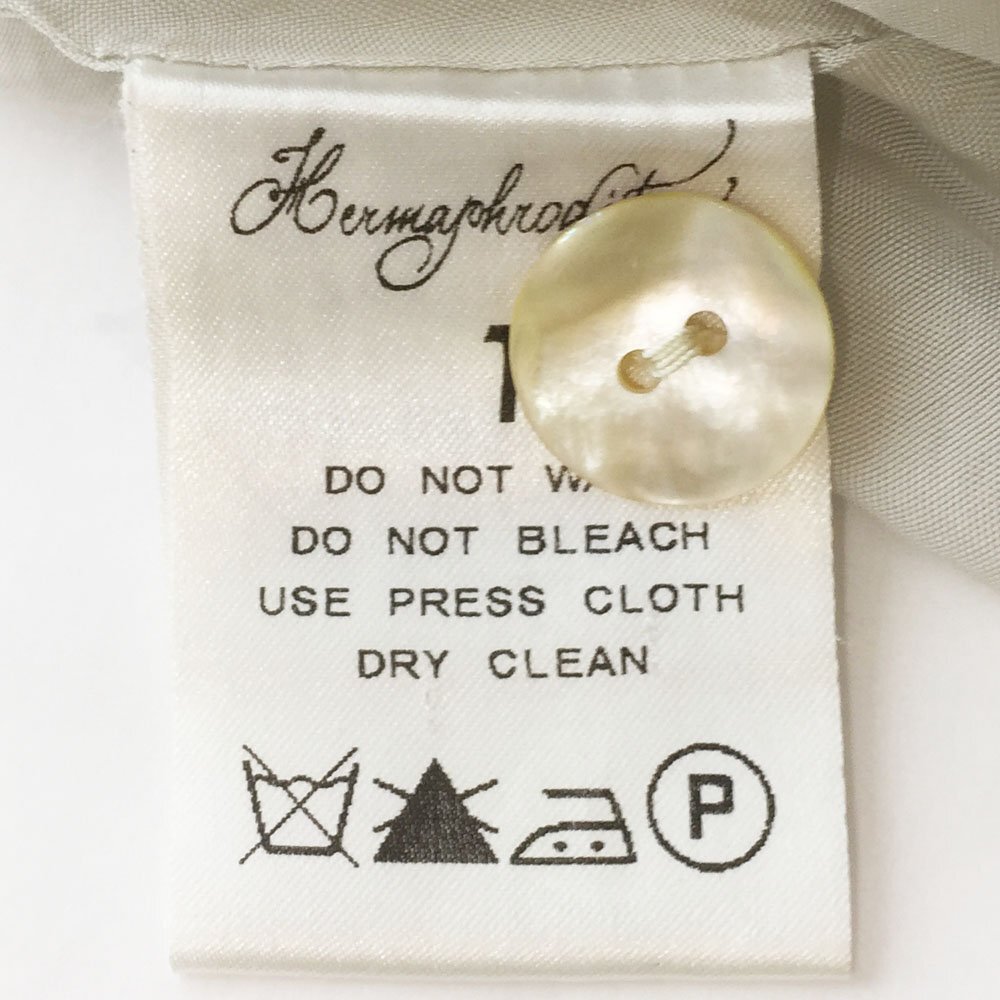 DO NOT
DO NOT BLEACH
USE PRESS CLOTH
DRY CLEAN
P